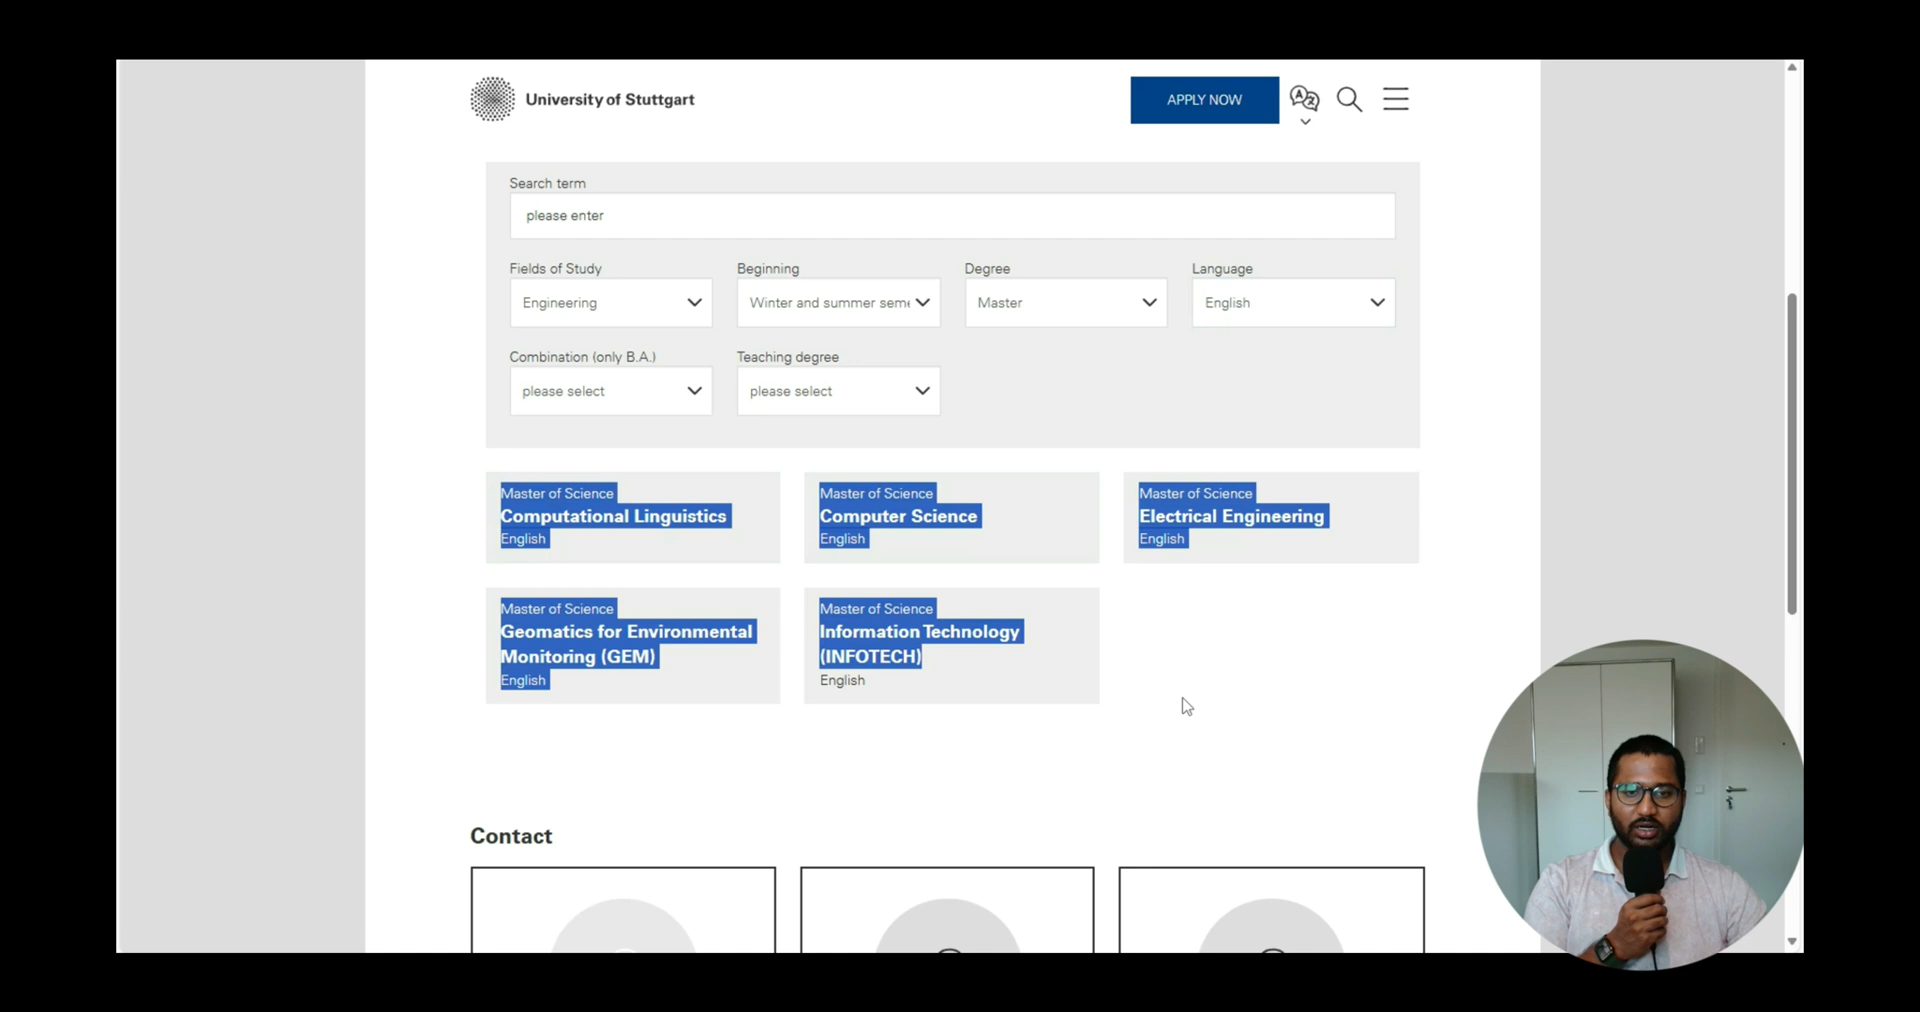 University of Stuttgart
APPLY NOW
Search term
please enter
Fields of Study
Beginning
Degree
Language
Engineering
Winter and summer seme
Master
English
Combination (only B.A.)
Teaching degree
please select
please select
Master of Science
Computational Linguistics
English
Master of Science
Computer Science
English
Master of Science
Electrical Engineering
English
Master of Science
Geomatics for Environmental
Monitoring (GEM)
English
Master of Science
Information Technology
(INFOTECH)
English
Contact